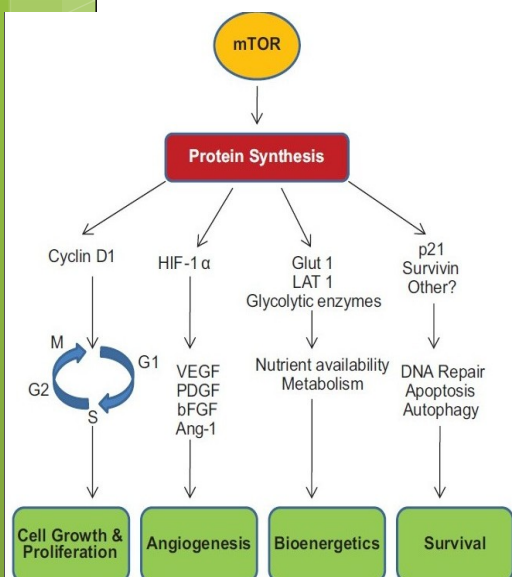 mTOR
Protein Synthesis
Cyclin D1
HIF-1 α
Glut 1
LAT 1
Glycolytic enzymes
p21
Survivin
Other?
M
G1
G2
S
VEGF
PDGF
bFGF
Ang-1
Nutrient availability
Metabolism
DNA Repair
Apoptosis
Autophagy
Cell Growth &
Proliferation
Angiogenesis
Bioenergetics
Survival